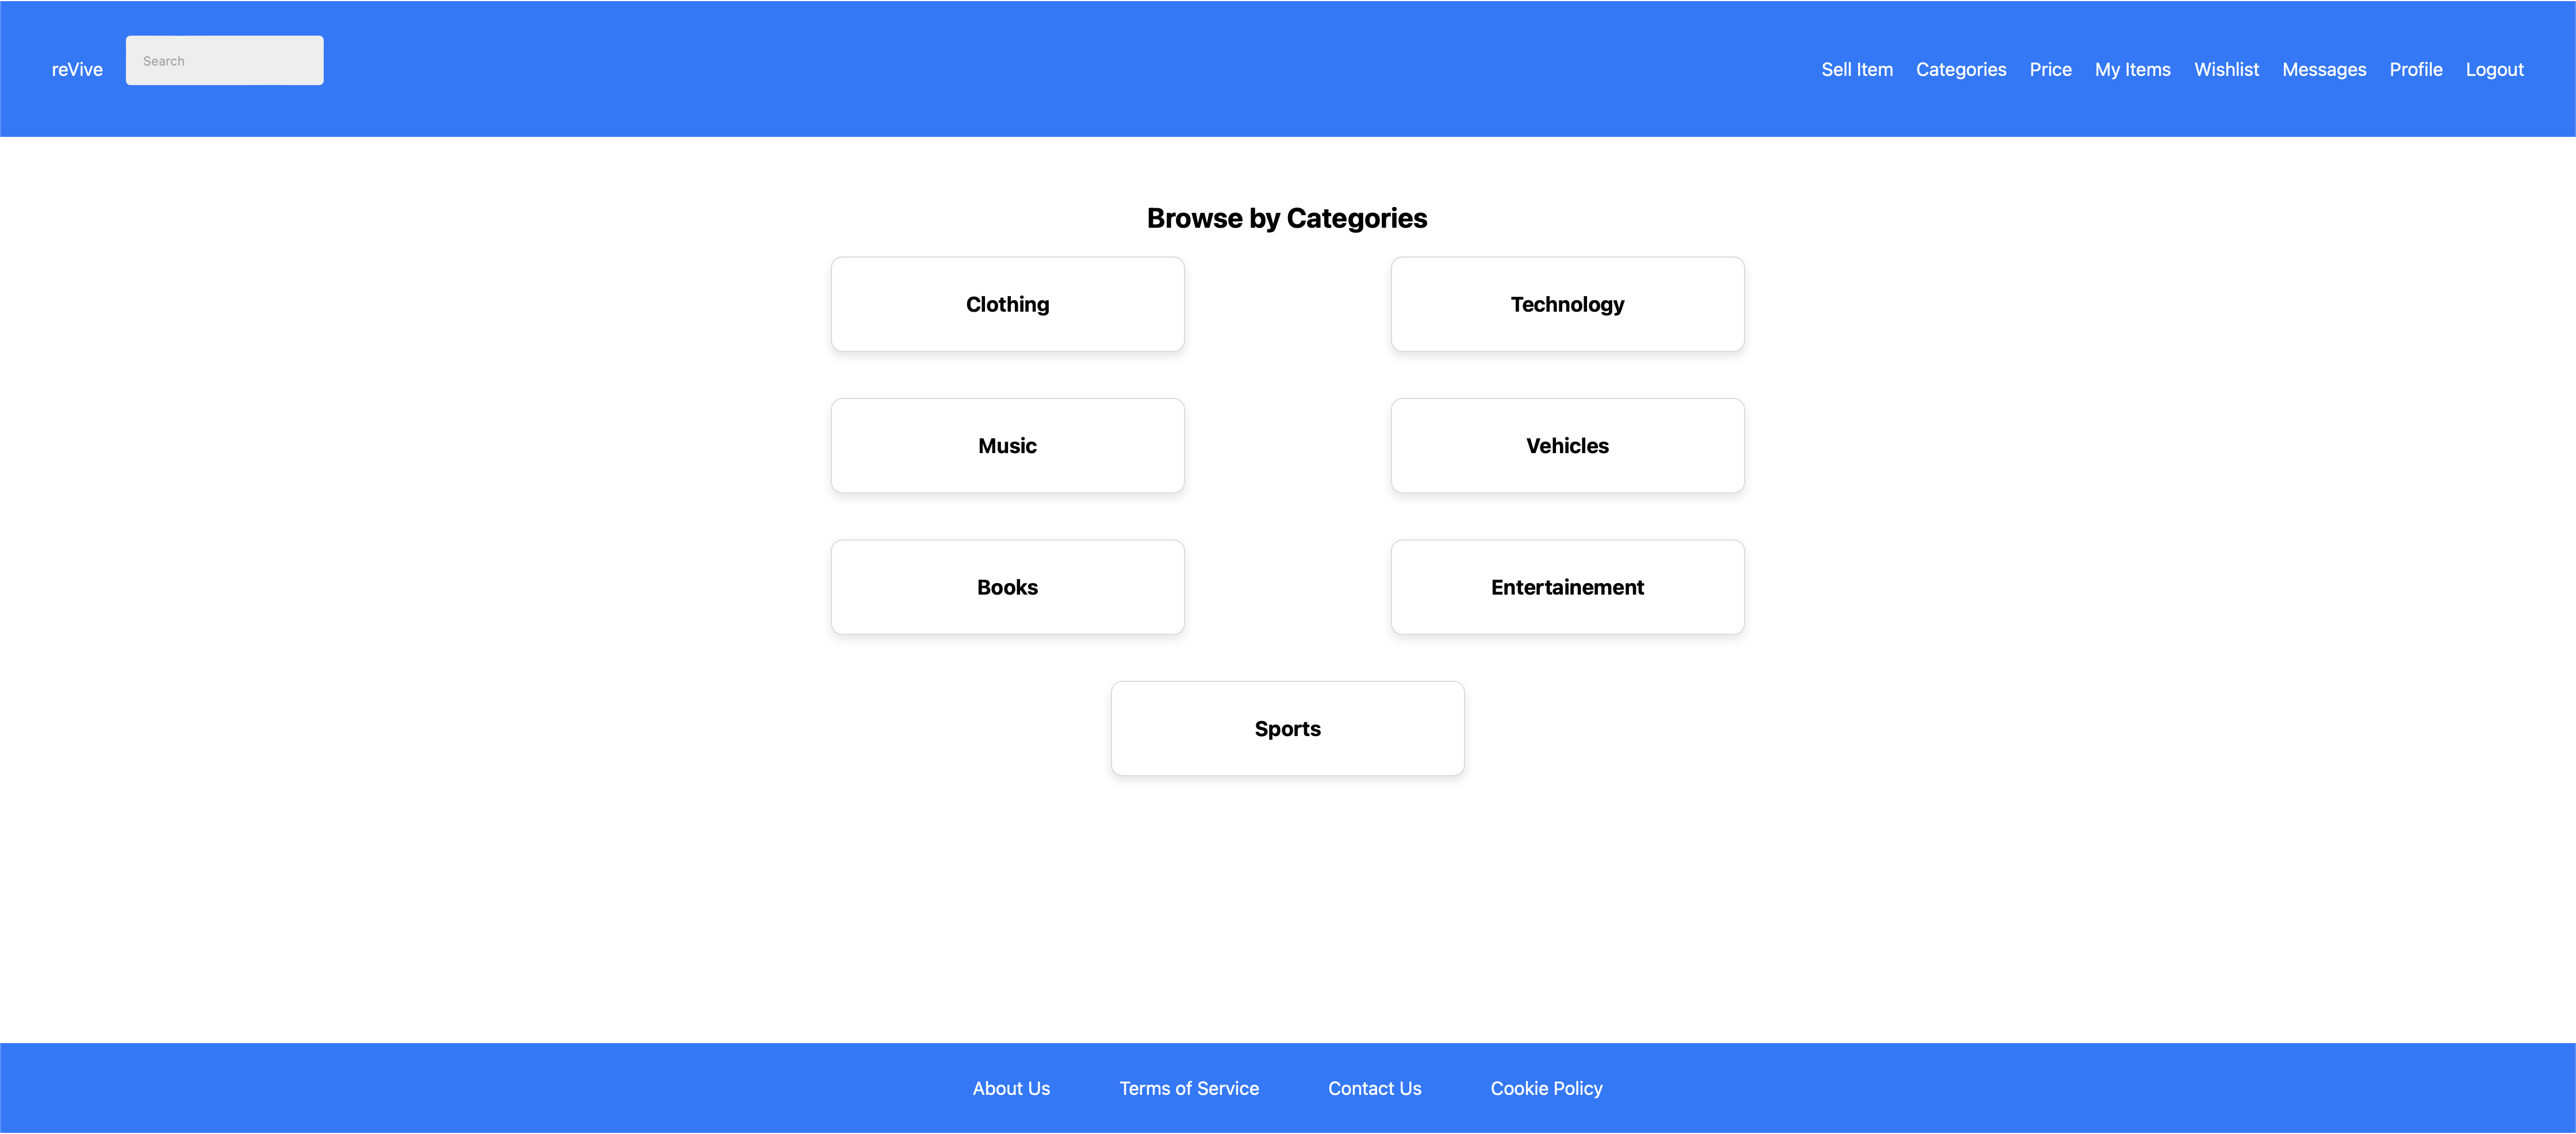 reVive Search Sell Item Categories Price My Items Wishlist Messages Profile Logout
Browse by Categories
Clothing Technology
Music Vehicles
Books Entertainement
Sports
About Us Terms of Service Contact Us Cookie Policy